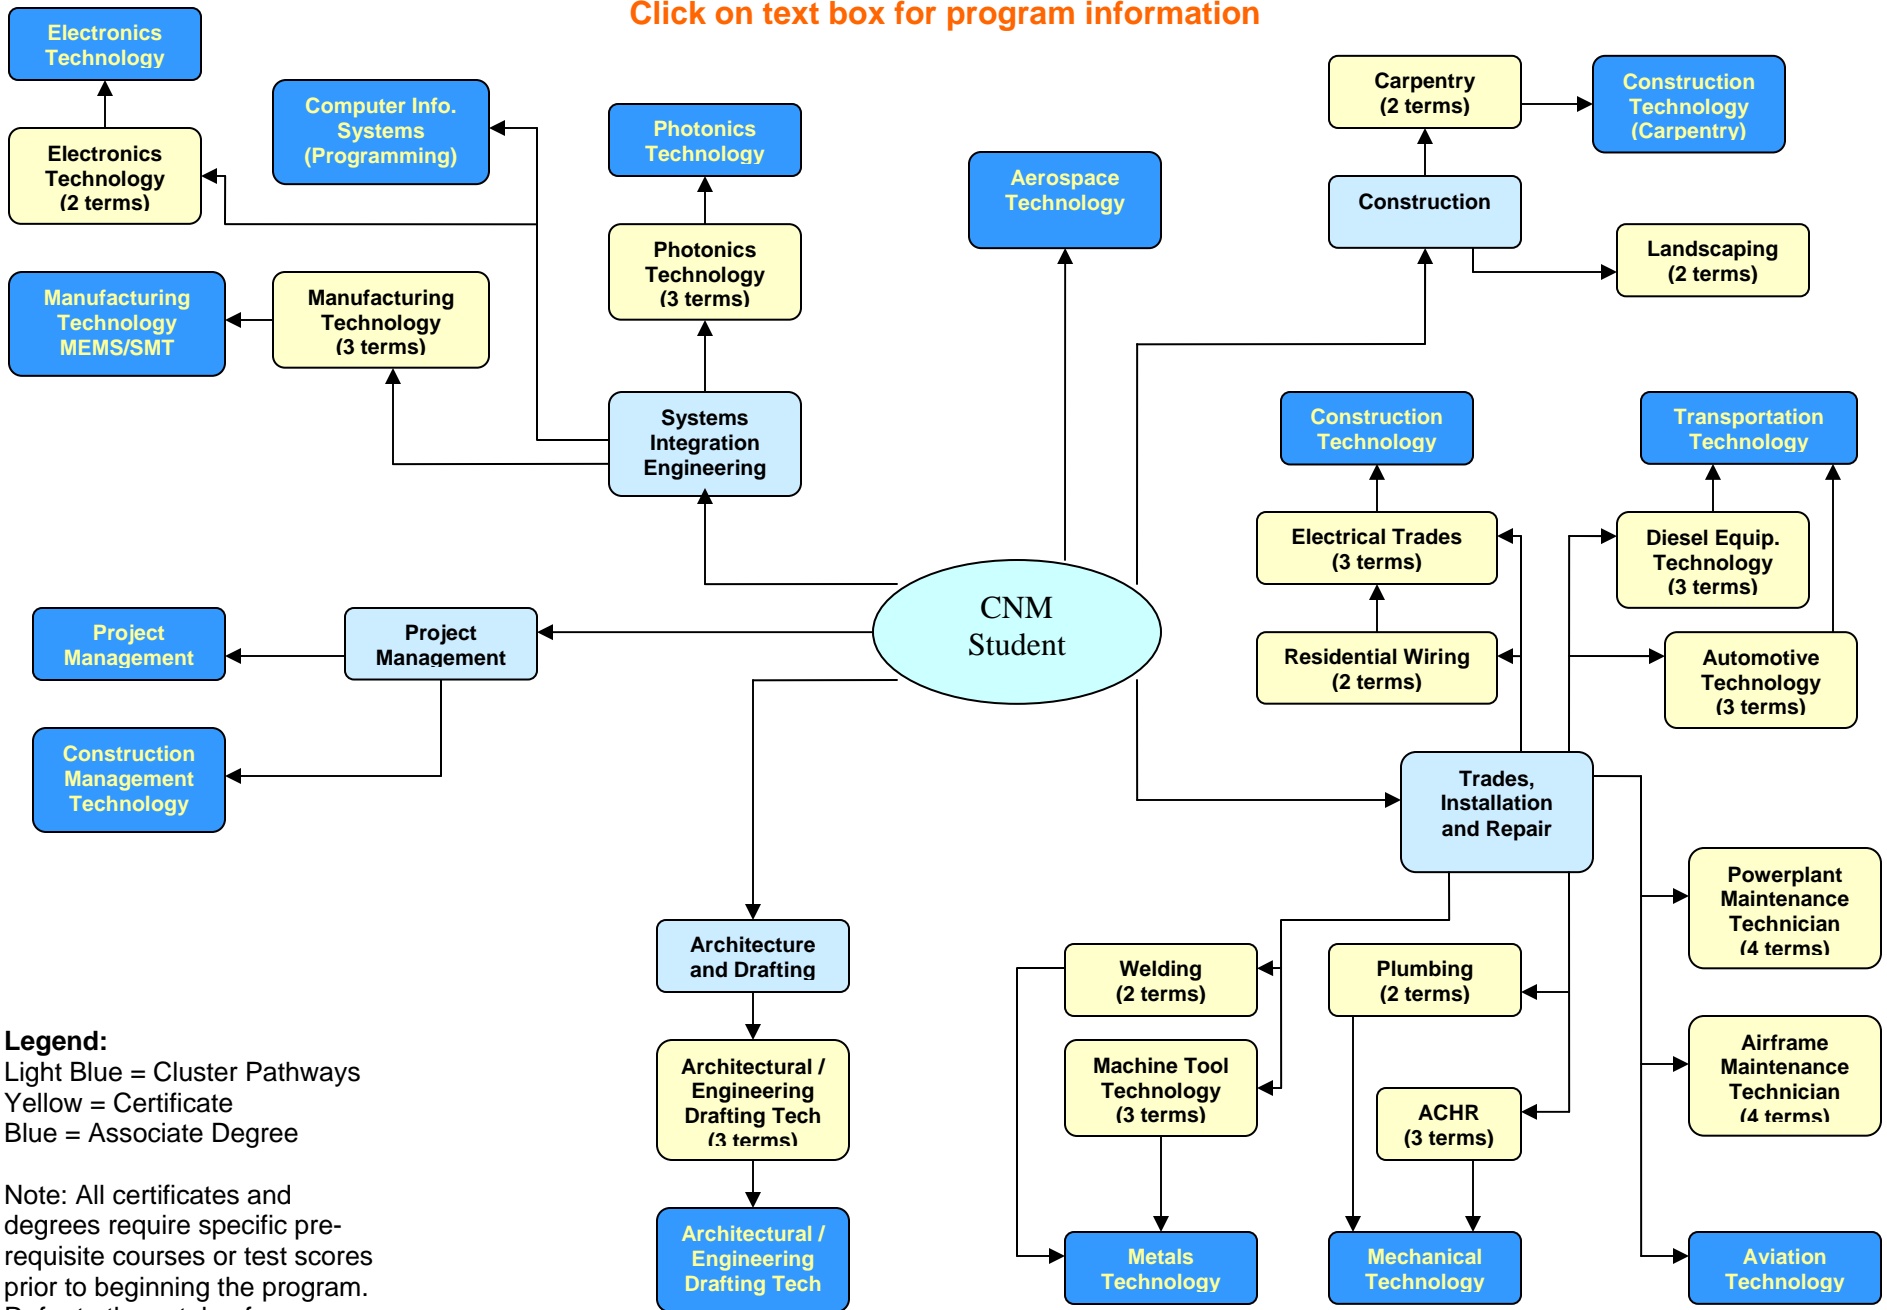 Click on text box for program information
Electronics
Technology
Computer Info.
Systems
(Programming)
Photonics
Technology
Aerospace
Technology
Carpentry
(2 terms)
Construction
Technology
(Carpentry)
Electronics
Technology
(2 terms)
Construction
Photonics
Technology
(3 terms)
Landscaping
(2 terms)
Manufacturing
Technology
MEMS/SMT
Manufacturing
Technology
(3 terms)
Systems
Integration
Engineering
Construction
Technology
Transportation
Technology
Electrical Trades
(3 terms)
Diesel Equip.
Technology
(3 terms)
CNM
Student
Project
Management
Project
Management
Residential Wiring
(2 terms)
Automotive
Technology
(3 terms)
Construction
Management
Technology
Trades,
Installation
and Repair
Powerplant
Maintenance
Technician
(4 terms)
Architecture
and Drafting
Welding
(2 terms)
Plumbing
(2 terms)
Architectural /
Engineering
Drafting Tech
(3 terms)
Machine Tool
Technology
(3 terms)
ACHR
(3 terms)
Airframe
Maintenance
Technician
(4 terms)
Architectural /
Engineering
Drafting Tech
Metals
Technology
Mechanical
Technology
Aviation
Technology
Legend:
Light Blue = Cluster Pathways
Yellow = Certificate
Blue = Associate Degree
Note: All certificates and
degrees require specific pre-
requisite courses or test scores
prior to beginning the program.